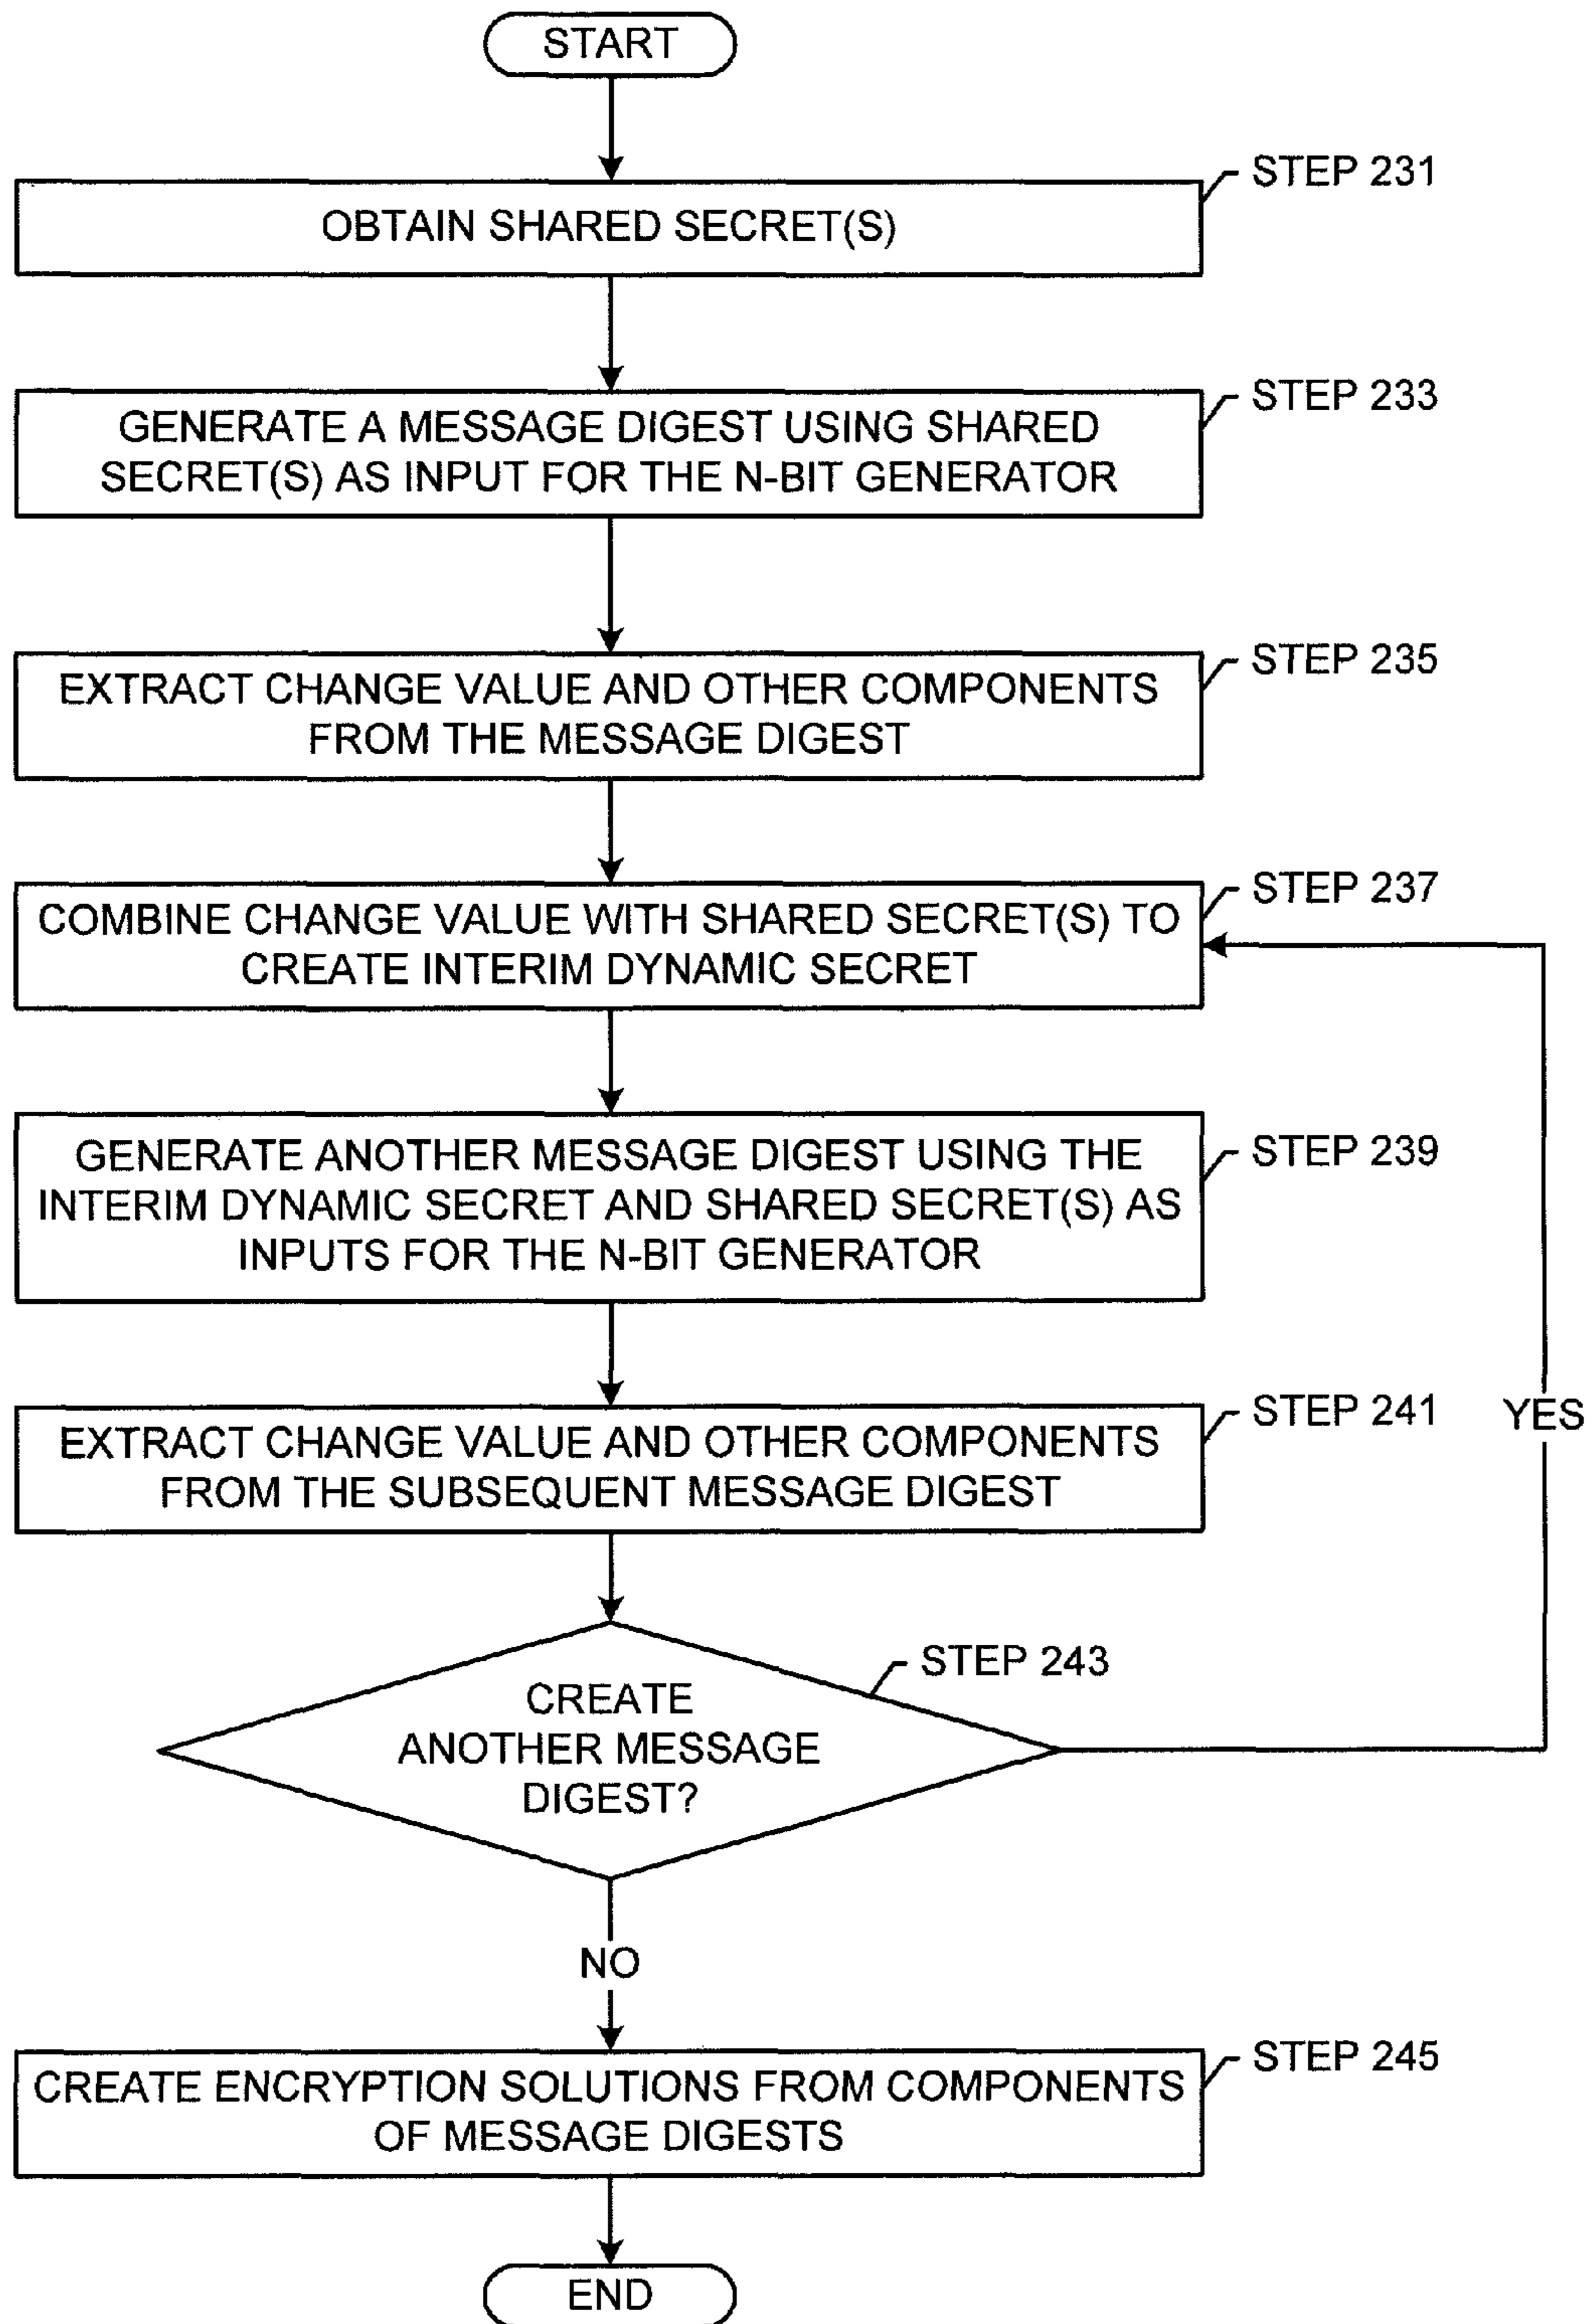 START
STEP 231
OBTAIN SHARED SECRET(S)
STEP 233
GENERATE A MESSAGE DIGEST USING SHARED
SECRET(S) AS INPUT FOR THE N-BIT GENERATOR
STEP 235
EXTRACT CHANGE VALUE AND OTHER COMPONENTS
FROM THE MESSAGE DIGEST
STEP 237
COMBINE CHANGE VALUE WITH SHARED SECRET(S) TO
CREATE INTERIM DYNAMIC SECRET
STEP 239
GENERATE ANOTHER MESSAGE DIGEST USING THE
INTERIM DYNAMIC SECRET AND SHARED SECRET(S) AS
INPUTS FOR THE N-BIT GENERATOR
STEP 241
YES
EXTRACT CHANGE VALUE AND OTHER COMPONENTS
FROM THE SUBSEQUENT MESSAGE DIGEST
STEP 243
CREATE
ANOTHER MESSAGE
DIGEST?
NO
STEP 245
CREATE ENCRYPTION SOLUTIONS FROM COMPONENTS
OF MESSAGE DIGESTS
END